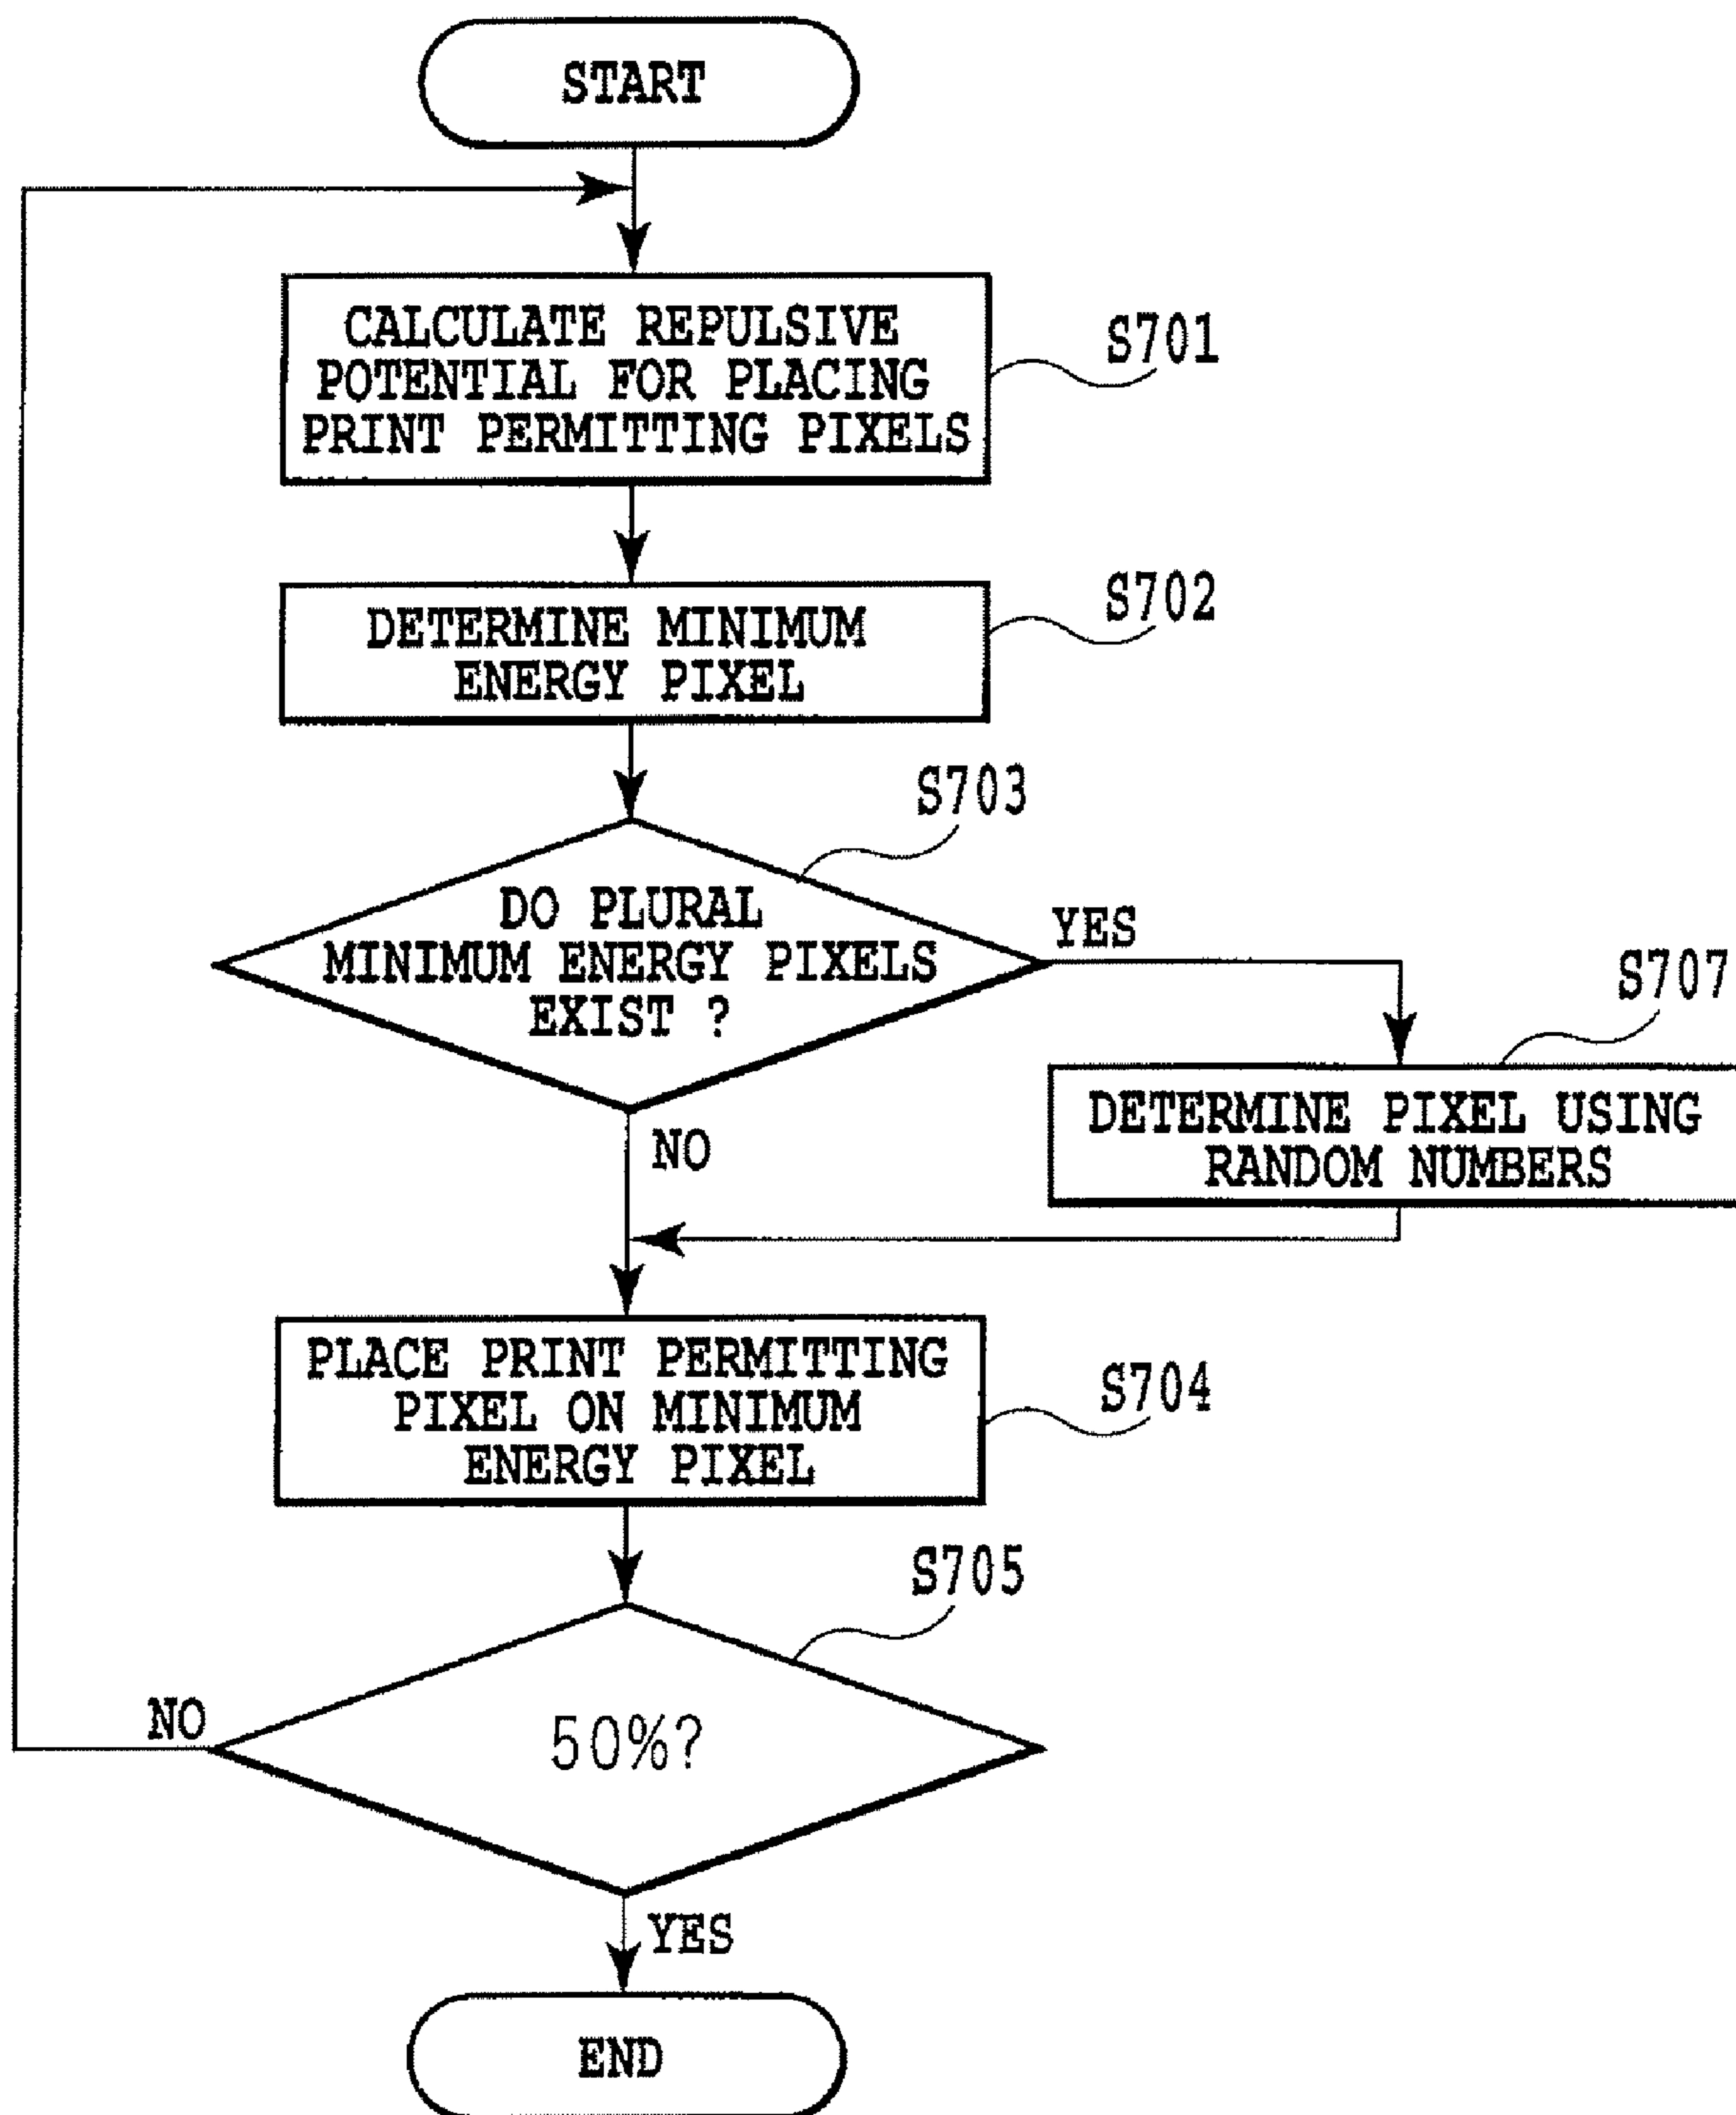 START
CALCULATE REPULSIVE
POTENTIAL FOR PLACING
PRINT PERMITTING PIXELS
S701
DETERMINE MINIMUM
ENERGY PIXEL
S702
S703
DO PLURAL
MINIMUM ENERGY PIXELS
EXIST ?
YES
NO
S707
DETERMINE PIXEL USING
RANDOM NUMBERS
PLACE PRINT PERMITTING
PIXEL ON MINIMUM
ENERGY PIXEL
S704
S705
50%?
NO
YES
END